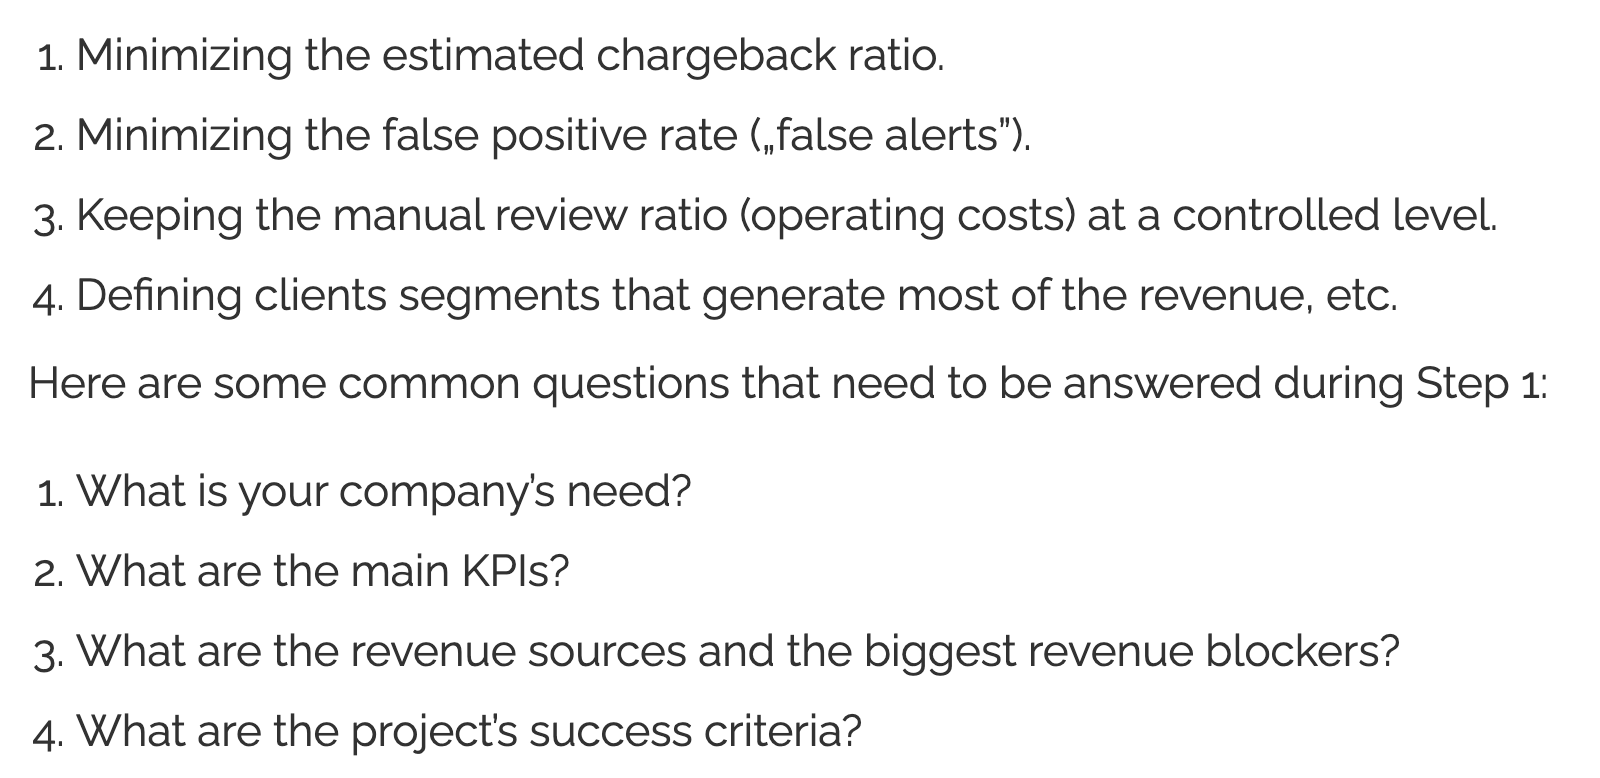 1. Minimizing the estimated chargeback ratio.
2. Minimizing the false positive rate („false alerts”).
3. Keeping the manual review ratio (operating costs) at a controlled level.
4. Defining clients segments that generate most of the revenue, etc.
Here are some common questions that need to be answered during Step 1:
1. What is your company’s need?
2. What are the main KPIs?
3. What are the revenue sources and the biggest revenue blockers?
4. What are the project’s success criteria?